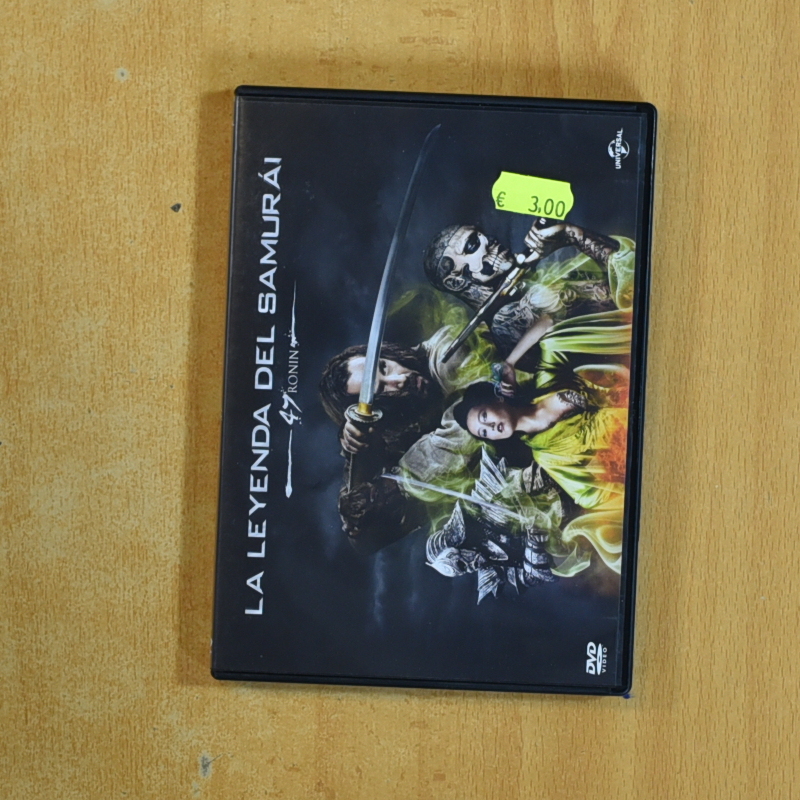 LA LEYENDA DEL SAMURÁI
47 RONIN
€ 3,00
UNIVERSAL
DVD
VIDEO